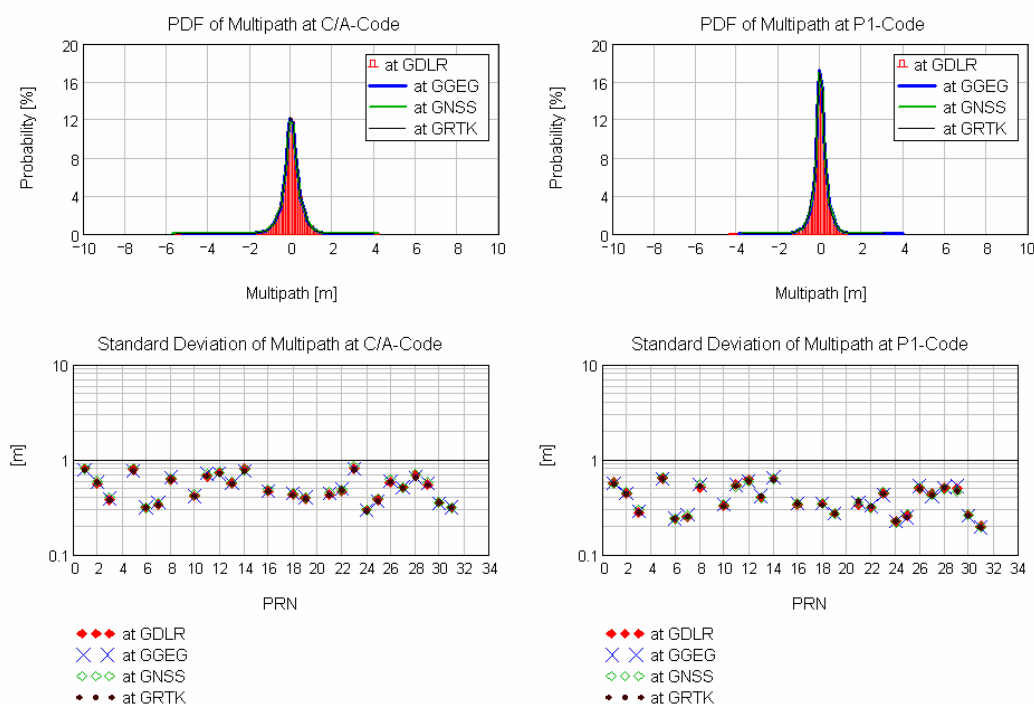 PDF of Multipath at C/A-Code
20
16
12
8
4
0
Probability [%]
at GDLR
at GGEG
at GNSS
at GRTK
−10 −8 −6 −4 −2 0 2 4 6 8 10
Multipath [m]
PDF of Multipath at P1-Code
20
16
12
8
4
0
Probability [%]
at GDLR
at GGEG
at GNSS
at GRTK
−10 −8 −6 −4 −2 0 2 4 6 8 10
Multipath [m]
Standard Deviation of Multipath at C/A-Code
10
1
0.1
[m]
0 2 4 6 8 10 12 14 16 18 20 22 24 26 28 30 32 34
PRN
at GDLR
at GGEG
at GNSS
at GRTK
Standard Deviation of Multipath at P1-Code
10
1
0.1
[m]
0 2 4 6 8 10 12 14 16 18 20 22 24 26 28 30 32 34
PRN
at GDLR
at GGEG
at GNSS
at GRTK